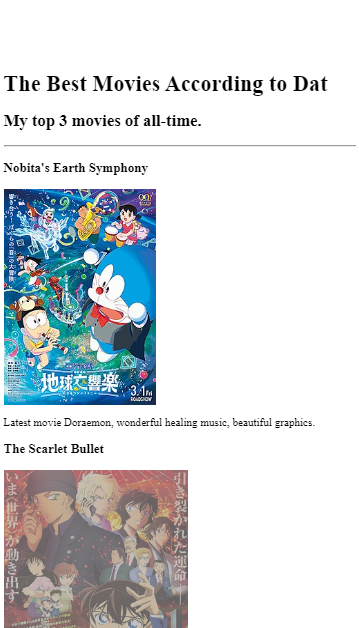 The Best Movies According to Dat
My top 3 movies of all-time.
Nobita's Earth Symphony
地球交響楽
3.1 Fri
ROADSHOW
Latest movie Doraemon, wonderful healing music, beautiful graphics.
The Scarlet Bullet
引き裂かれた運命
いま〈世界〉が動き出す